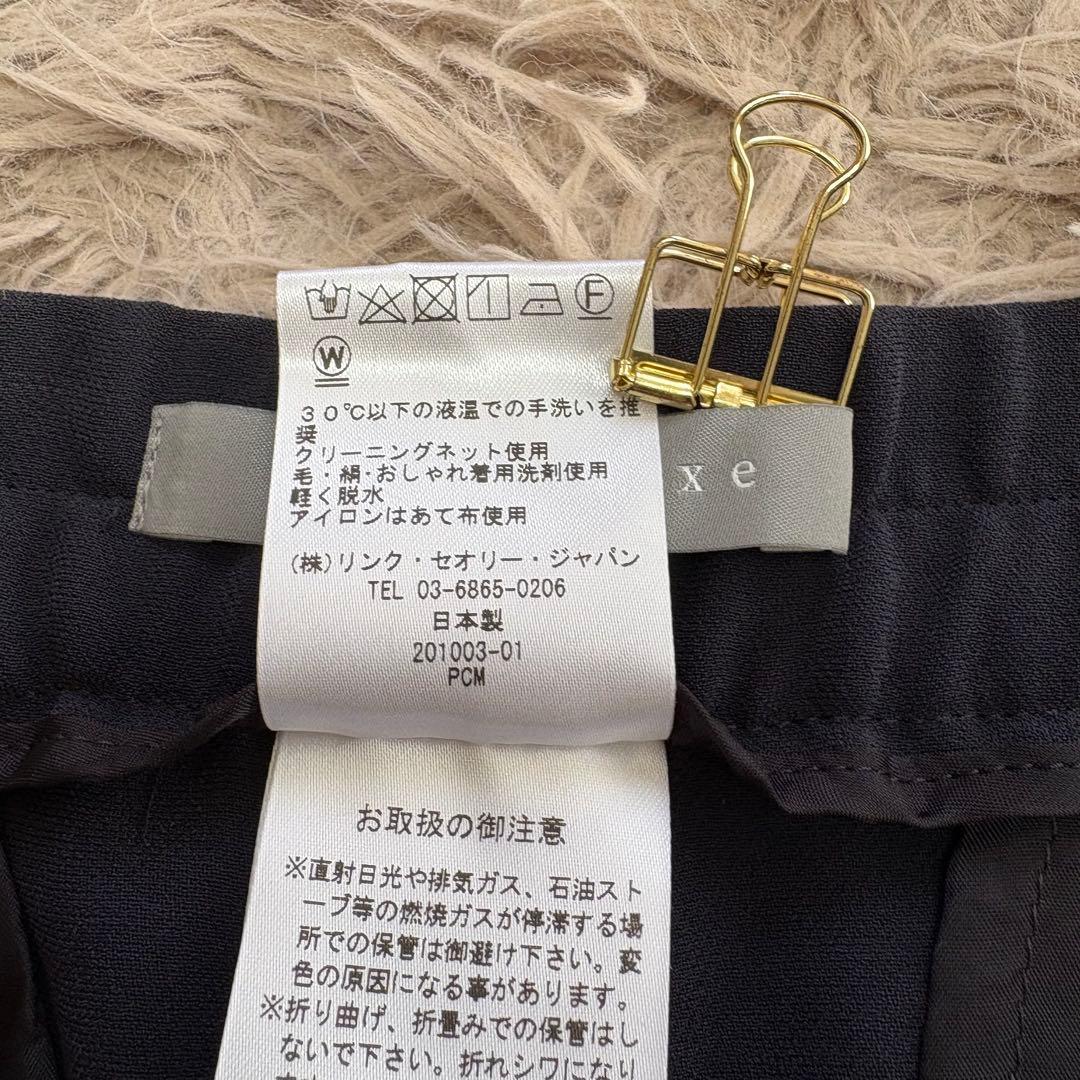 F
W
30℃以下の液温での手洗いを推
奨
クリーニングネット使用
毛・絹・おしゃれ着用洗剤使用
軽く脱水
アイロンはあて布使用
(株)リンク・セオリー・ジャパン
TEL 03-6865-0206
日本製
201003-01
PCM
xe
お取扱の御注意
※直射日光や排気ガス、石油スト
ーブ等の燃焼ガスが停滞する場
所での保管は御避け下さい。変
色の原因になる事があります。
※折り曲げ、折畳みでの保管はし
ないで下さい。折れシワになり